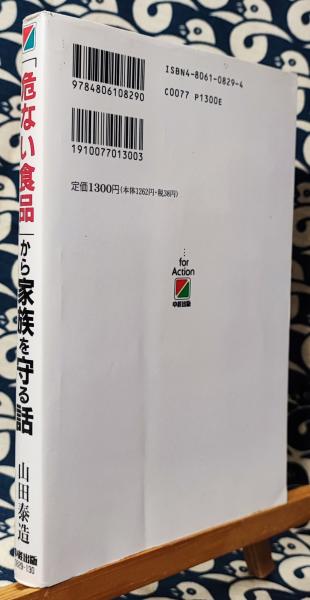 「危ない食品」から家族を守る話
山田泰造
中経出版
0829-130
9784806108290
ISBN4-8061-0829-4
C0077 P1300E
1910077013003
定価1300円(本体1262円・税38円)
for
Action
中経出版